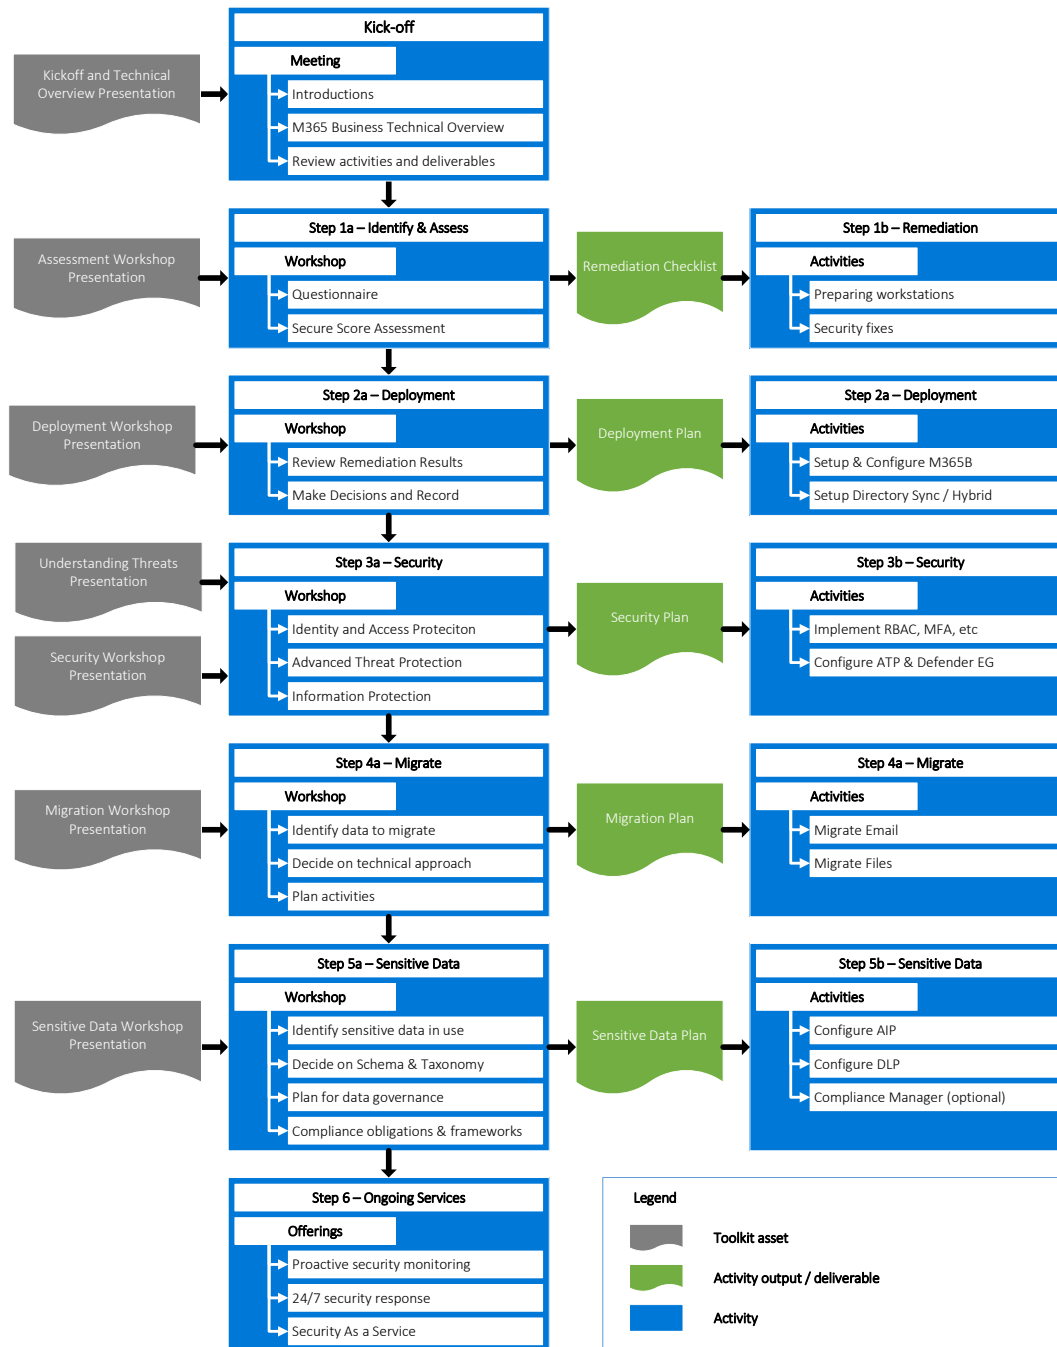 Kick-off
Kickoff and Technical
Overview Presentation
Meeting
Introductions
M365 Business Technical Overview
Review activities and deliverables
Assessment Workshop
Presentation
Step 1a – Identify & Assess
Workshop
Questionnaire
Secure Score Assessment
Remediation Checklist
Step 1b – Remediation
Activities
Preparing workstations
Security fixes
Deployment Workshop
Presentation
Step 2a – Deployment
Workshop
Review Remediation Results
Make Decisions and Record
Deployment Plan
Step 2a – Deployment
Activities
Setup & Configure M365B
Setup Directory Sync / Hybrid
Understanding Threats
Presentation
Security Workshop
Presentation
Step 3a – Security
Workshop
Identity and Access Proteciton
Advanced Threat Protection
Information Protection
Security Plan
Step 3b – Security
Activities
Implement RBAC, MFA, etc
Configure ATP & Defender EG
Migration Workshop
Presentation
Step 4a – Migrate
Workshop
Identify data to migrate
Decide on technical approach
Plan activities
Migration Plan
Step 4a – Migrate
Activities
Migrate Email
Migrate Files
Sensitive Data Workshop
Presentation
Step 5a – Sensitive Data
Workshop
Identify sensitive data in use
Decide on Schema & Taxonomy
Plan for data governance
Compliance obligations & frameworks
Sensitive Data Plan
Step 5b – Sensitive Data
Activities
Configure AIP
Configure DLP
Compliance Manager (optional)
Step 6 – Ongoing Services
Offerings
Proactive security monitoring
24/7 security response
Security As a Service
Legend
Toolkit asset
Activity output / deliverable
Activity